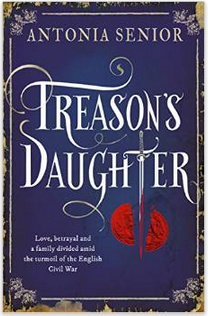 ANTONIA SENIOR
TREASON'S
DAUGHTER
Love, betrayal and
a family divided amid
the turmoil of the English
Civil War